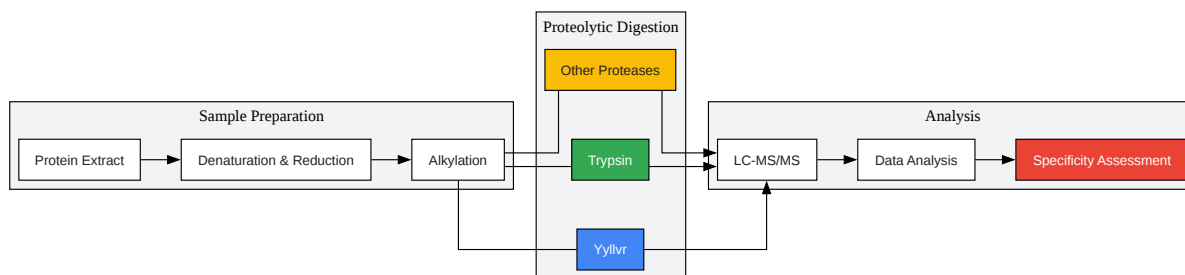 Proteolytic Digestion
Other Proteases
Sample Preparation
Analysis
Protein Extract
Denaturation & Reduction
Alkylation
Trypsin
LC-MS/MS
Data Analysis
Specificity Assessment
Yyllvr